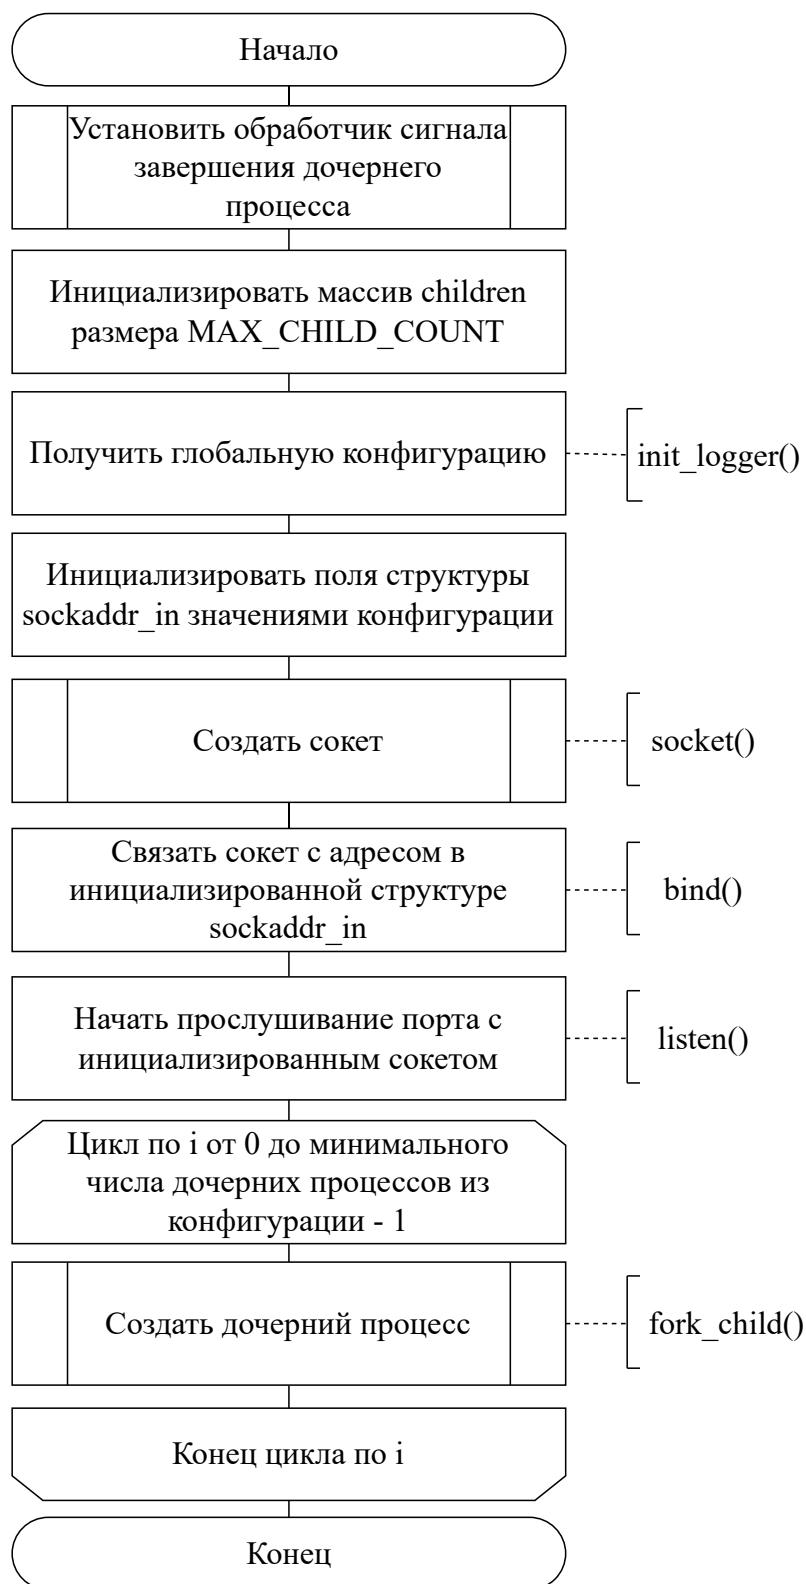 Начало
Установить обработчик сигнала
завершения дочернего
процесса
Инициализировать массив children
размера MAX_CHILD_COUNT
Получить глобальную конфигурацию
init_logger()
Инициализировать поля структуры
sockaddr_in значениями конфигурации
Создать сокет
socket()
Связать сокет с адресом в
инициализированной структуре
sockaddr_in
bind()
Начать прослушивание порта с
инициализированным сокетом
listen()
Цикл по i от 0 до минимального
числа дочерних процессов из
конфигурации - 1
Создать дочерний процесс
fork_child()
Конец цикла по i
Конец